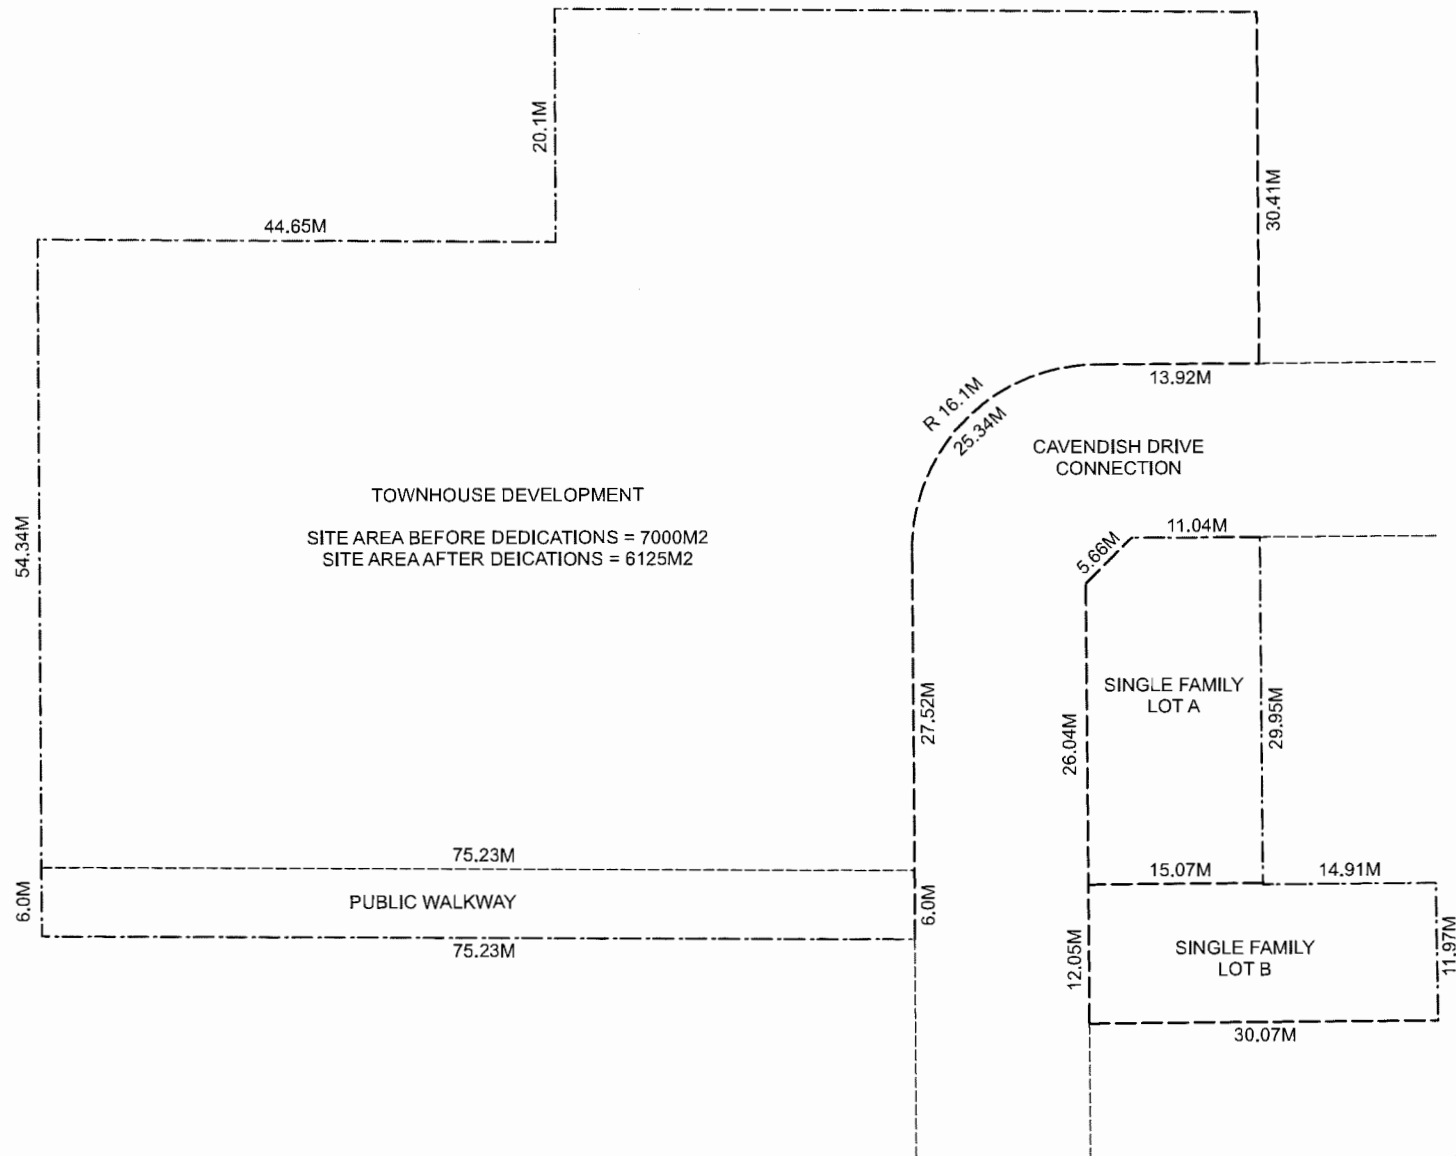 20.1M
30.41M
44.65M
13.92M
R 16.1M
25.34M
CAVENDISH DRIVE
CONNECTION
TOWNHOUSE DEVELOPMENT
SITE AREA BEFORE DEDICATIONS = 7000M2
SITE AREA AFTER DEICATIONS = 6125M2
54.34M
11.04M
5.66M
SINGLE FAMILY
LOT A
27.52M
26.04M
29.95M
75.23M
15.07M
14.91M
6.0M
PUBLIC WALKWAY
6.0M
75.23M
12.05M
SINGLE FAMILY
LOT B
11.97M
30.07M